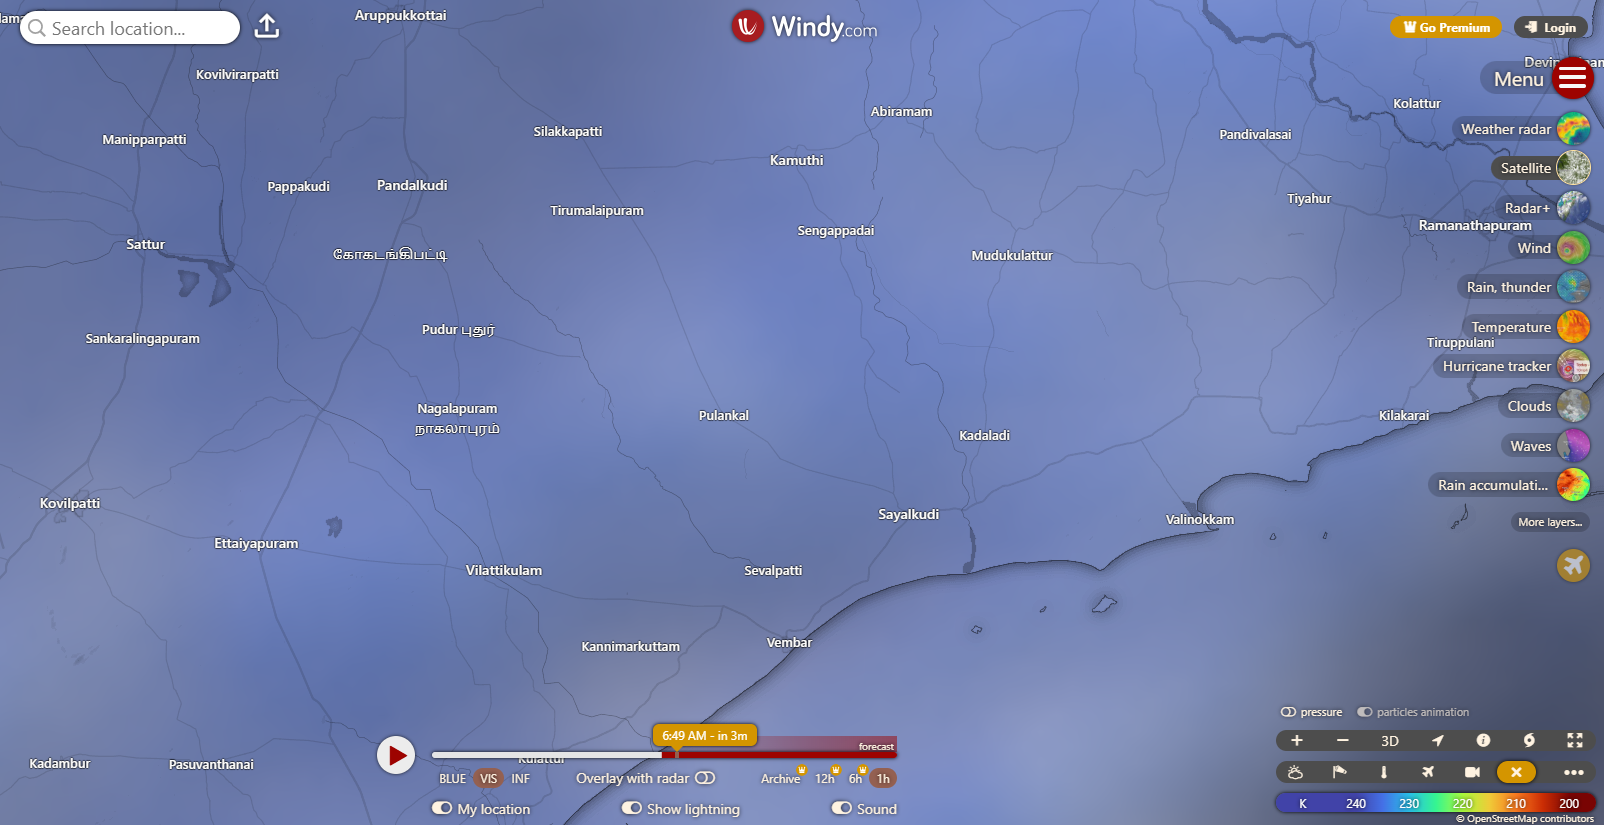 Aruppukkottai
Search location...
Windy.com
Go Premium
Login
Kovilvirarpatti
Menu
Abiramam
Kolattur
Manipparpatti
Silakkapatti
Pandivalasai
Weather radar
Kamuthi
Satellite
Pappakudi
Pandalkudi
Tirumalaipuram
Tiyahur
Radar+
Sengappadai
Ramanathapuram
Sattur
கோகடங்கிபட்டி
Mudukulattur
Wind
Rain, thunder
Sankaralingapuram
Pudur புதுர்
Temperature
Tiruppulani
Hurricane tracker
Nagalapuram
நாகலாபுரம்
Pulankal
Kadaladi
Kilakarai
Clouds
Waves
Rain accumulati...
Kovilpatti
Sayalkudi
Valinokkam
More layers...
Ettaiyapuram
Vilattikulam
Sevalpatti
Kannimarkuttam
Vembar
pressure
particles animation
6:49 AM - in 3m
forecast
3D
Kadambur
Pasuvanthanai
Kulattur
BLUE VIS INF
Overlay with radar
Archive 12h 6h 1h
My location
Show lightning
Sound
K 240 230 220 210 200
© OpenStreetMap contributors